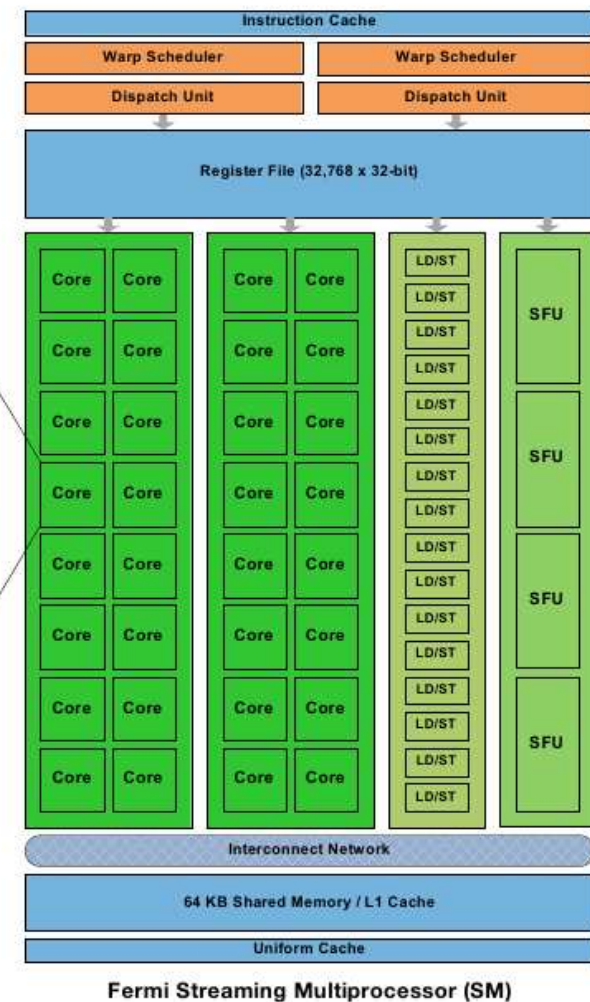 Instruction Cache
Warp Scheduler Warp Scheduler
Dispatch Unit Dispatch Unit
Register File (32,768 x 32-bit)
LD/ST
Core Core Core Core SFU
LD/ST
LD/ST
Core Core Core Core
LD/ST
LD/ST
Core Core Core Core SFU
LD/ST
LD/ST
Core Core Core Core
LD/ST
LD/ST
Core Core Core Core SFU
LD/ST
LD/ST
Core Core Core Core
LD/ST
LD/ST
Core Core Core Core SFU
LD/ST
LD/ST
Core Core Core Core
LD/ST
Interconnect Network
64 KB Shared Memory / L1 Cache
Uniform Cache
Fermi Streaming Multiprocessor (SM)